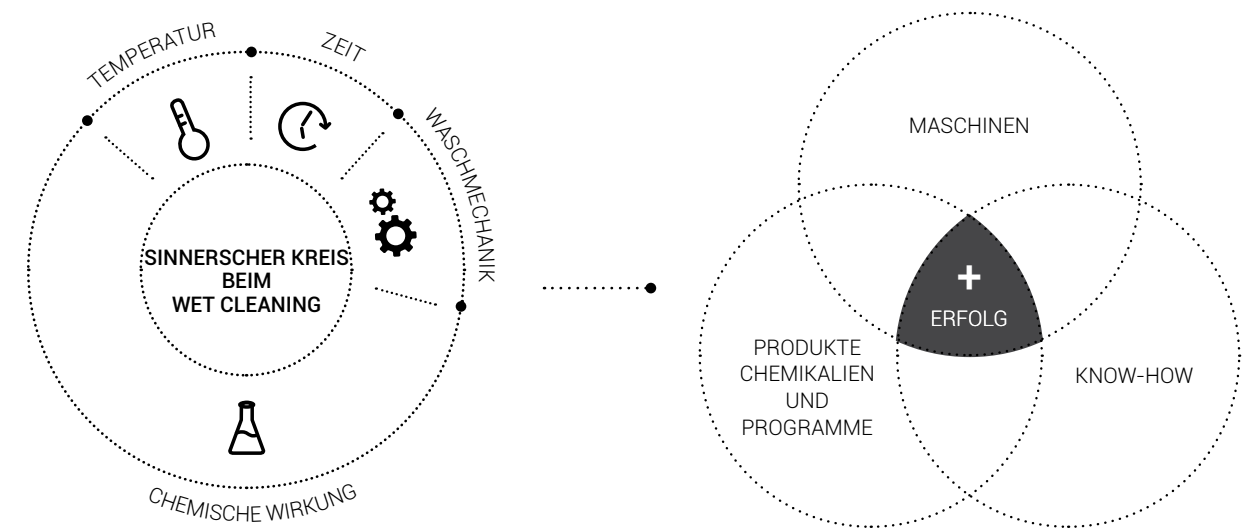 TEMPERATUR
ZEIT
WASCHMECHANIK
SINNERSCHER KREIS
BEIM
WET CLEANING
CHEMISCHE WIRKUNG
MASCHINEN
+
ERFOLG
PRODUKTE
CHEMIKALIEN
UND
PROGRAMME
KNOW-HOW